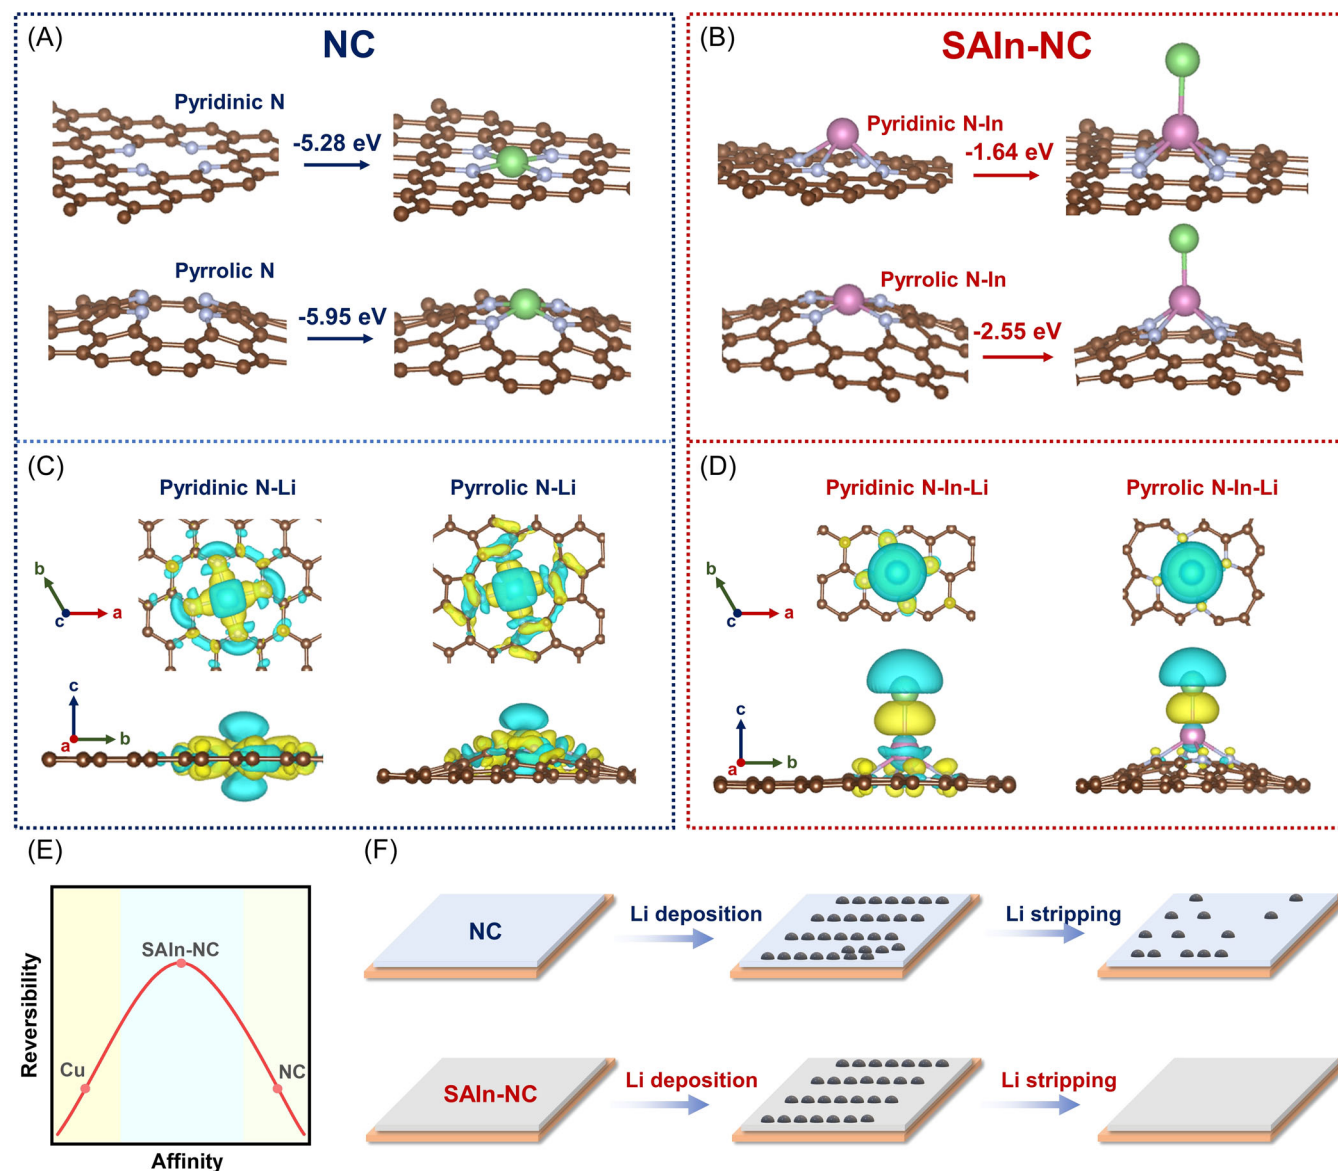 (A)
NC
Pyridinic N
-5.28 eV
Pyrrolic N
-5.95 eV
(B)
SAIn-NC
Pyridinic N-In
-1.64 eV
Pyrrolic N-In
-2.55 eV
(C)
Pyridinic N-Li
Pyrrolic N-Li
b
c
a
c
a
b
(D)
Pyridinic N-In-Li
Pyrrolic N-In-Li
b
c
a
c
a
b
(E)
Reversibility
SAIn-NC
Cu
NC
Affinity
(F)
NC
Li deposition
Li stripping
SAIn-NC
Li deposition
Li stripping